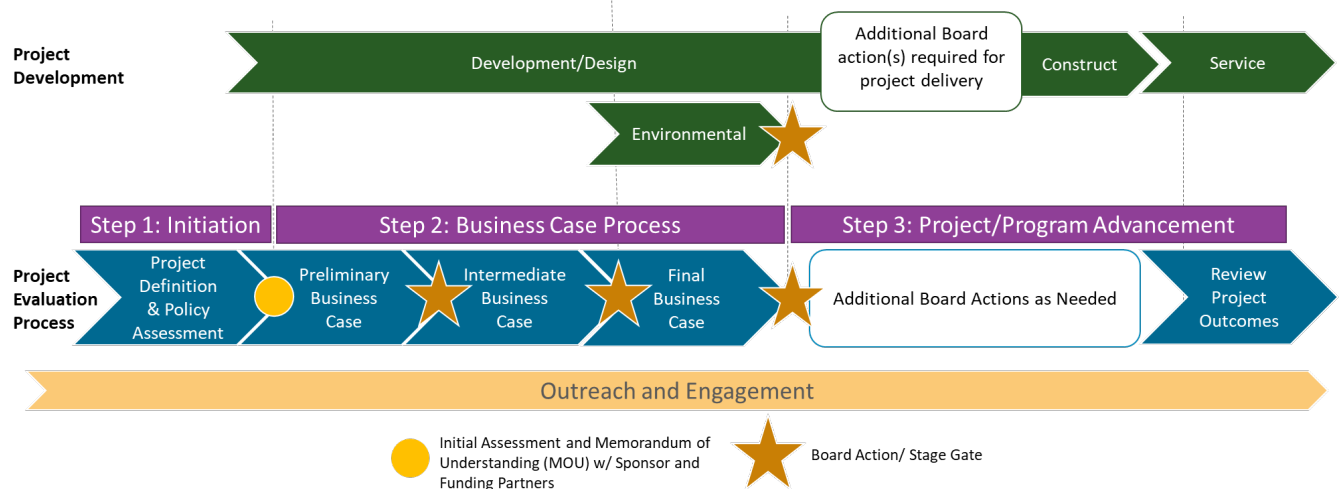 Project
Development
Development/Design
Additional Board
action(s) required for
project delivery
Construct
Service
Environmental
Step 1: Initiation
Step 2: Business Case Process
Step 3: Project/Program Advancement
Project
Evaluation
Process
Project
Definition
& Policy
Assessment
Preliminary
Business
Case
Intermediate
Business
Case
Final
Business
Case
Additional Board Actions as Needed
Review
Project
Outcomes
Outreach and Engagement
Initial Assessment and Memorandum of
Understanding (MOU) w/ Sponsor and
Funding Partners
Board Action/ Stage Gate